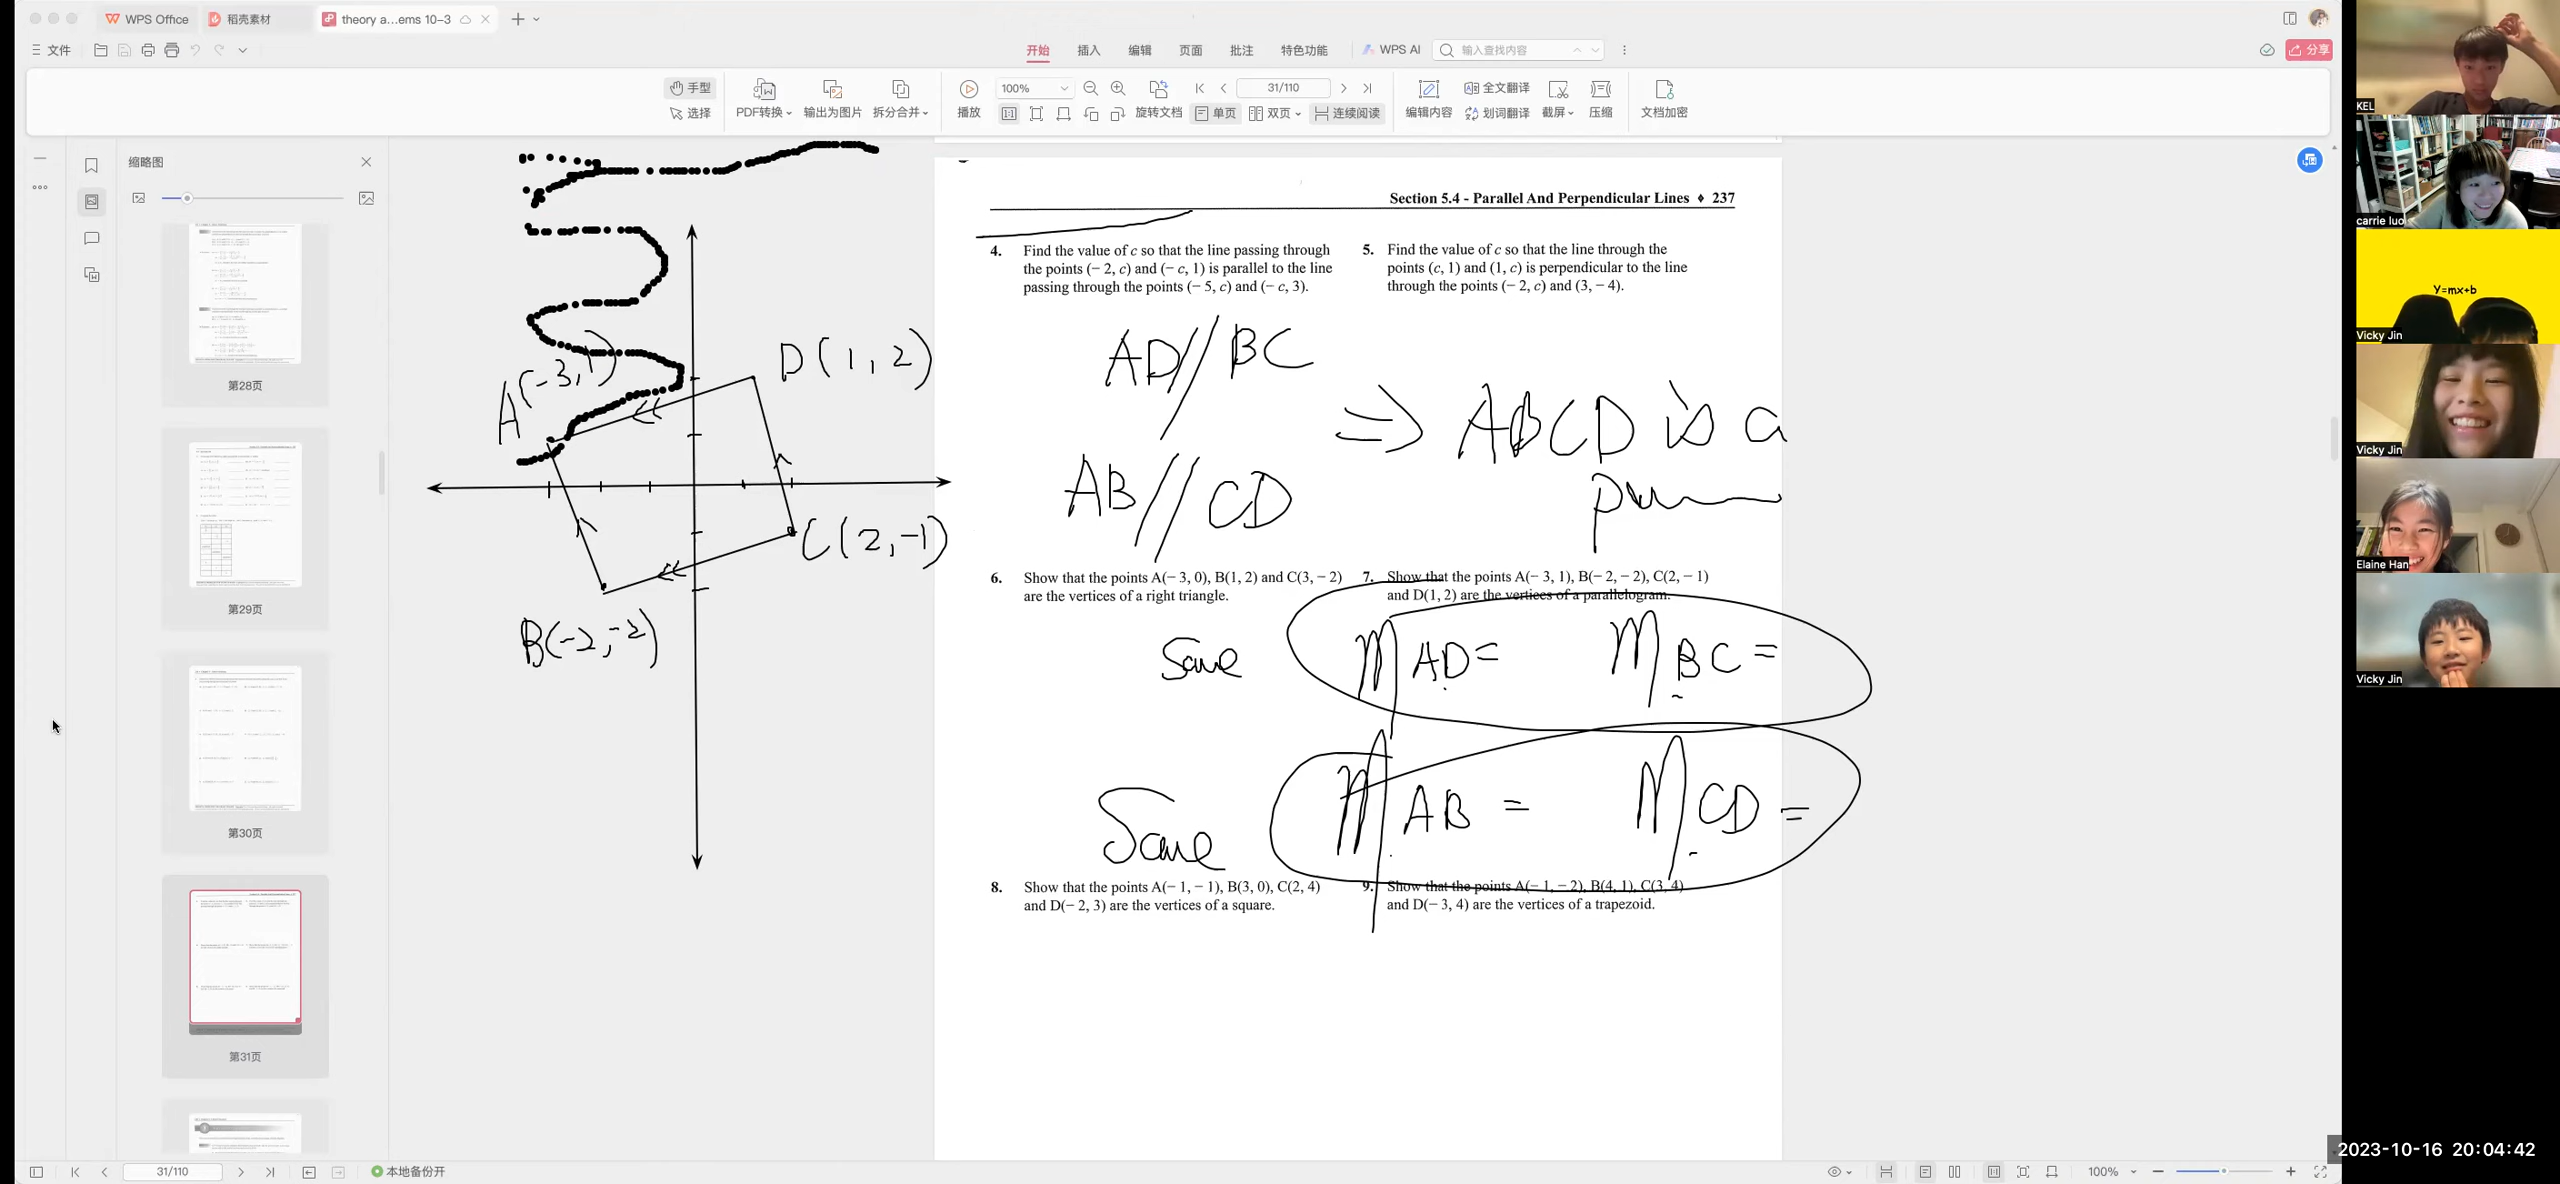 WPS Office
稻壳素材
theory a...ems 10-3
文件
开始 插入 编辑 页面 批注 特色功能 WPS AI 输入查找内容
分享
手型
选择
PDF转换
输出为图片
拆分合并
播放
100%
旋转文档
31/110
单页
双页
连续阅读
编辑内容
全文翻译
划词翻译
截屏
压缩
文档加密
缩略图
第28页
第29页
第30页
第31页
Section 5.4 - Parallel And Perpendicular Lines ♦ 237
4. Find the value of c so that the line passing through
the points (− 2, c) and (− c, 1) is parallel to the line
passing through the points (− 5, c) and (− c, 3).
5. Find the value of c so that the line through the
points (c, 1) and (1, c) is perpendicular to the line
through the points (− 2, c) and (3, − 4).
A(-3,1)
D(1,2)
C(2,-1)
B(-2,-2)
AD//BC
AB//CD
⇒ ABCD is a
6. Show that the points A(− 3, 0), B(1, 2) and C(3, − 2)
are the vertices of a right triangle.
7. Show that the points A(− 3, 1), B(− 2, − 2), C(2, − 1)
and D(1, 2) are the vertices of a parallelogram.
Same
m AD= m BC=
Same
m AB = m CD=
8. Show that the points A(− 1, − 1), B(3, 0), C(2, 4)
and D(− 2, 3) are the vertices of a square.
9. Show that the points A(− 1, − 2), B(4, 1), C(3, 4)
and D(− 3, 4) are the vertices of a trapezoid.
31/110
本地备份开
100%
KEL
carrie luo
Y=mx+b
Vicky Jin
Vicky Jin
Elaine Han
Vicky Jin
2023-10-16 20:04:42